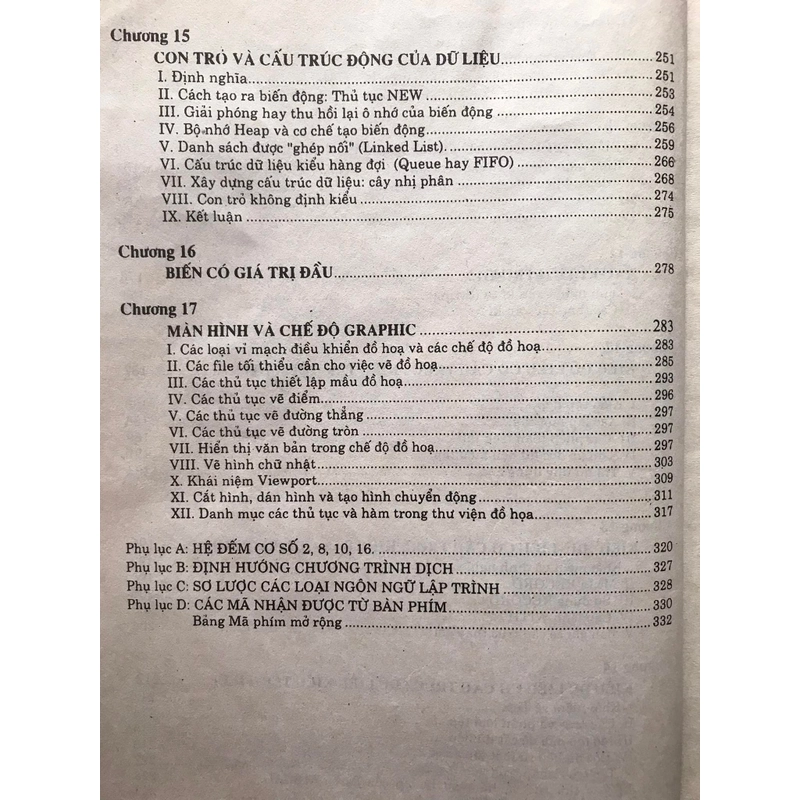 Chương 15
CON TRỎ VÀ CẤU TRÚC ĐỘNG CỦA DỮ LIỆU 251
I. Định nghĩa 251
II. Cách tạo ra biến động: Thủ tục NEW 253
III. Giải phóng hay thu hồi lại ô nhớ của biến động 254
IV. Bộ nhớ Heap và cơ chế tạo biến động 256
V. Danh sách được "ghép nối" (Linked List). 259
VI. Cấu trúc dữ liệu kiểu hàng đợi (Queue hay FIFO) 266
VII. Xây dựng cấu trúc dữ liệu: cây nhị phân 268
VIII. Con trỏ không định kiểu 274
IX. Kết luận 275
Chương 16
BIẾN CÓ GIÁ TRỊ ĐẦU 278
Chương 17
MÀN HÌNH VÀ CHẾ ĐỘ GRAPHIC 283
I. Các loại vi mạch điều khiển đồ hoạ và các chế độ đồ hoạ 283
II. Các file tối thiểu cần cho việc vẽ đồ hoạ 285
III. Các thủ tục thiết lập mầu đồ hoạ 293
IV. Các thủ tục vẽ điểm 296
V. Các thủ tục vẽ đường thẳng 297
VI. Các thủ tục vẽ đường tròn 297
VII. Hiển thị văn bản trong chế độ đồ hoạ 297
VIII. Vẽ hình chữ nhật 303
X. Khái niệm Viewport 309
XI. Cắt hình, dán hình và tạo hình chuyển động 311
XII. Danh mục các thủ tục và hàm trong thư viện đồ họa 317
Phụ lục A: HỆ ĐẾM CƠ SỐ 2, 8, 10, 16. 320
Phụ lục B: ĐỊNH HƯỚNG CHƯƠNG TRÌNH DỊCH 327
Phụ lục C: SƠ LƯỢC CÁC LOẠI NGÔN NGỮ LẬP TRÌNH 328
Phụ lục D: CÁC MÃ NHẬN ĐƯỢC TỪ BÀN PHÍM 330
Bảng Mã phím mở rộng 332